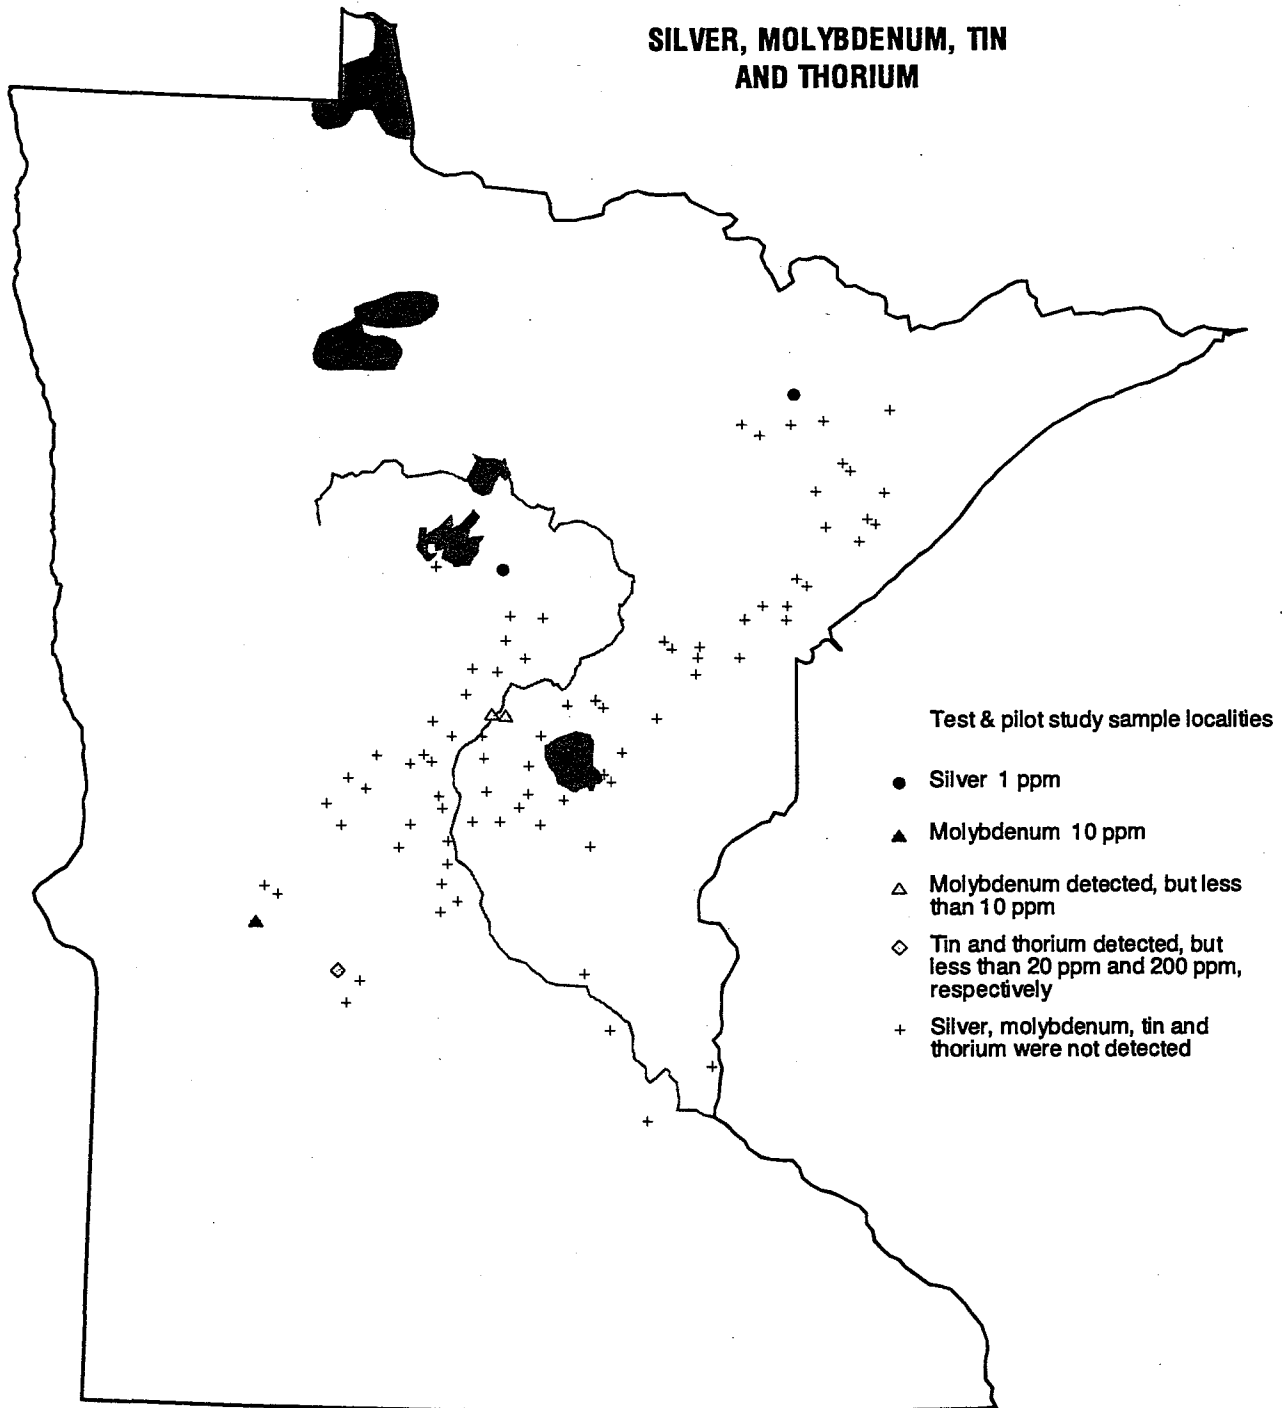 SILVER, MOLYBDENUM, TIN
AND THORIUM
Test & pilot study sample localities
Silver 1 ppm
Molybdenum 10 ppm
Molybdenum detected, but less
than 10 ppm
Tin and thorium detected, but
less than 20 ppm and 200 ppm,
respectively
Silver, molybdenum, tin and
thorium were not detected